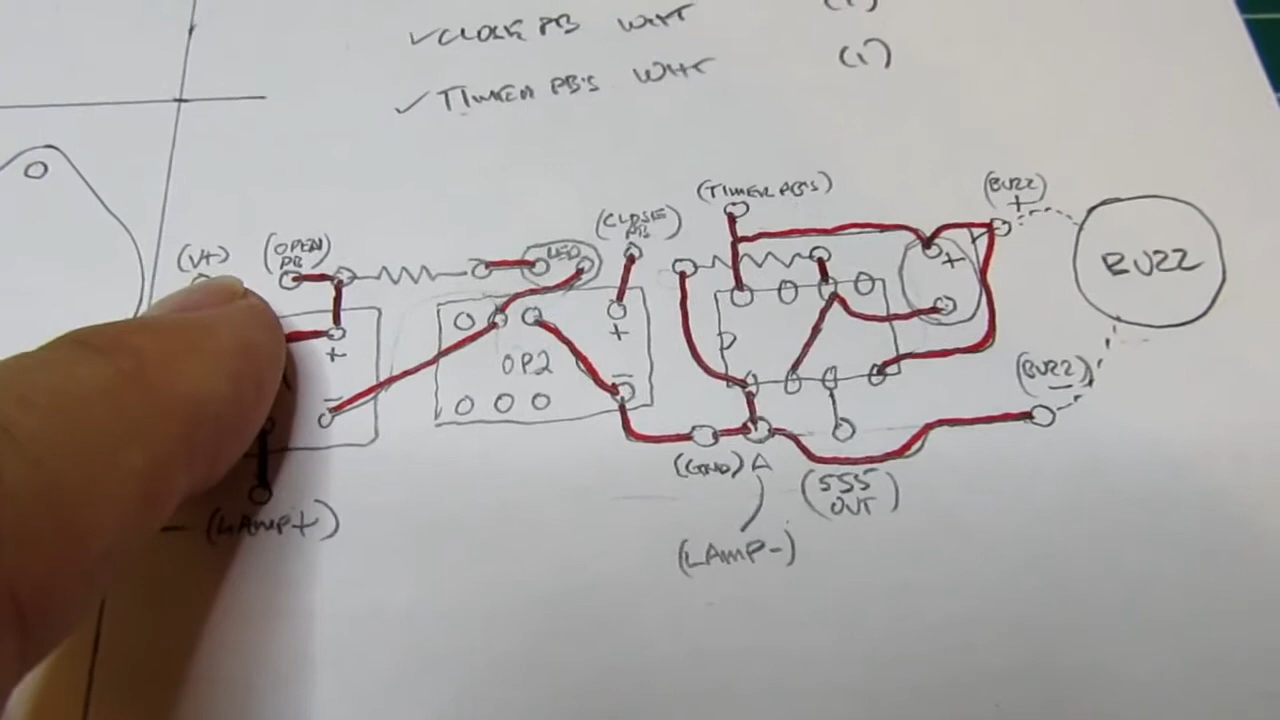 ✓CLOSE PB WHT (1)
✓TIMER PB'S WHT (1)
(V+)
(OPEN PB)
LED
(CLOSE PB)
(TIMER PB'S)
(BUZZ)
+
BUZZ
+
+
+
OP2
-
-
(BUZZ)
-
(GND) A
(555 OUT)
(LAMP+)
(LAMP-)